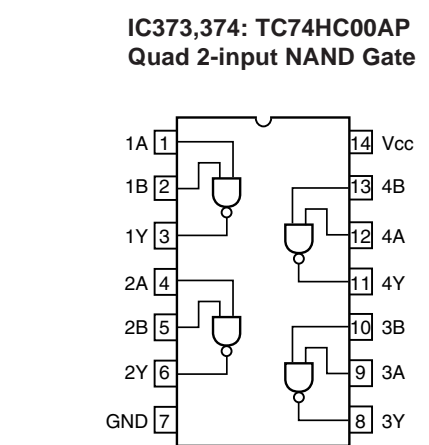 IC373,374: TC74HC00AP
Quad 2-input NAND Gate
1A 1 14 Vcc
1B 2 13 4B
1Y 3 12 4A
2A 4 11 4Y
2B 5 10 3B
2Y 6 9 3A
GND 7 8 3Y